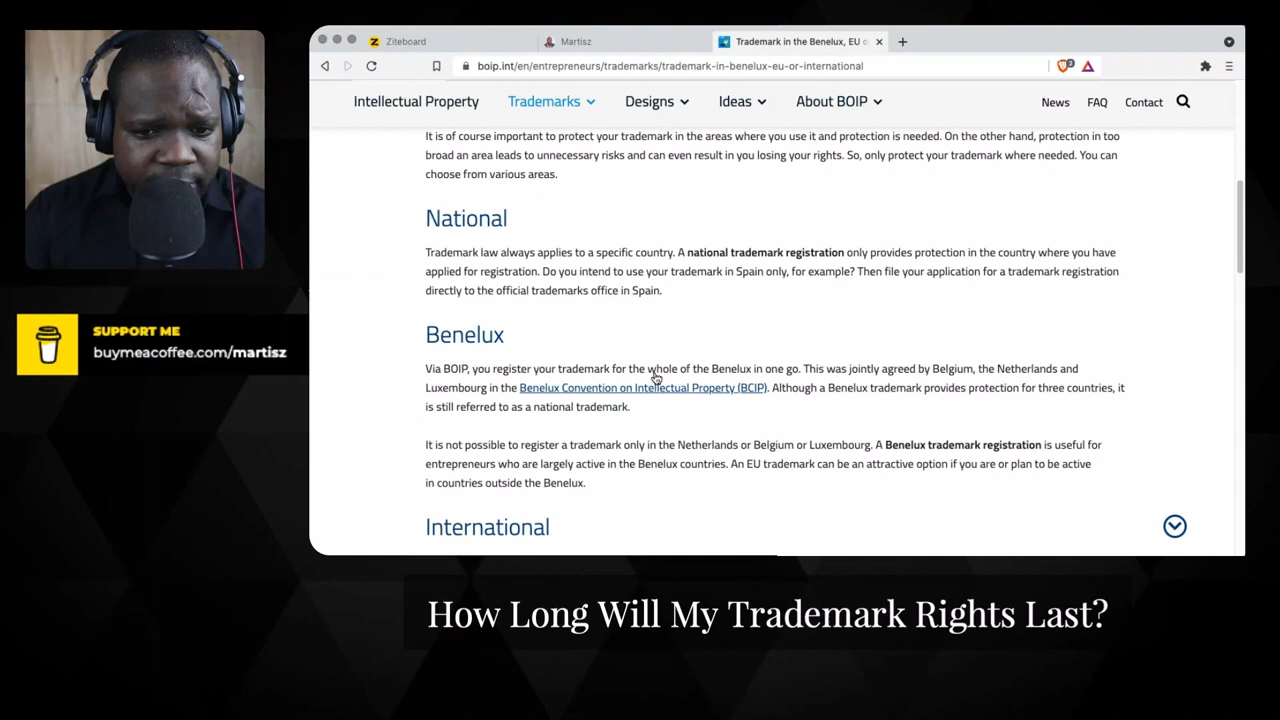 Ziteboard
Martisz
Trademark in the Benelux, EU o
boip.int/en/entrepreneurs/trademarks/trademark-in-benelux-eu-or-international
Intellectual Property
Trademarks
Designs
Ideas
About BOIP
News
FAQ
Contact
It is of course important to protect your trademark in the areas where you use it and protection is needed. On the other hand, protection in too
broad an area leads to unnecessary risks and can even result in you losing your rights. So, only protect your trademark where needed. You can
choose from various areas.
National
Trademark law always applies to a specific country. A national trademark registration only provides protection in the country where you have
applied for registration. Do you intend to use your trademark in Spain only, for example? Then file your application for a trademark registration
directly to the official trademarks office in Spain.
Benelux
Via BOIP, you register your trademark for the whole of the Benelux in one go. This was jointly agreed by Belgium, the Netherlands and
Luxembourg in the Benelux Convention on Intellectual Property (BCIP). Although a Benelux trademark provides protection for three countries, it
is still referred to as a national trademark.
It is not possible to register a trademark only in the Netherlands or Belgium or Luxembourg. A Benelux trademark registration is useful for
entrepreneurs who are largely active in the Benelux countries. An EU trademark can be an attractive option if you are or plan to be active
in countries outside the Benelux.
International
SUPPORT ME
buymeacoffee.com/martisz
How Long Will My Trademark Rights Last?